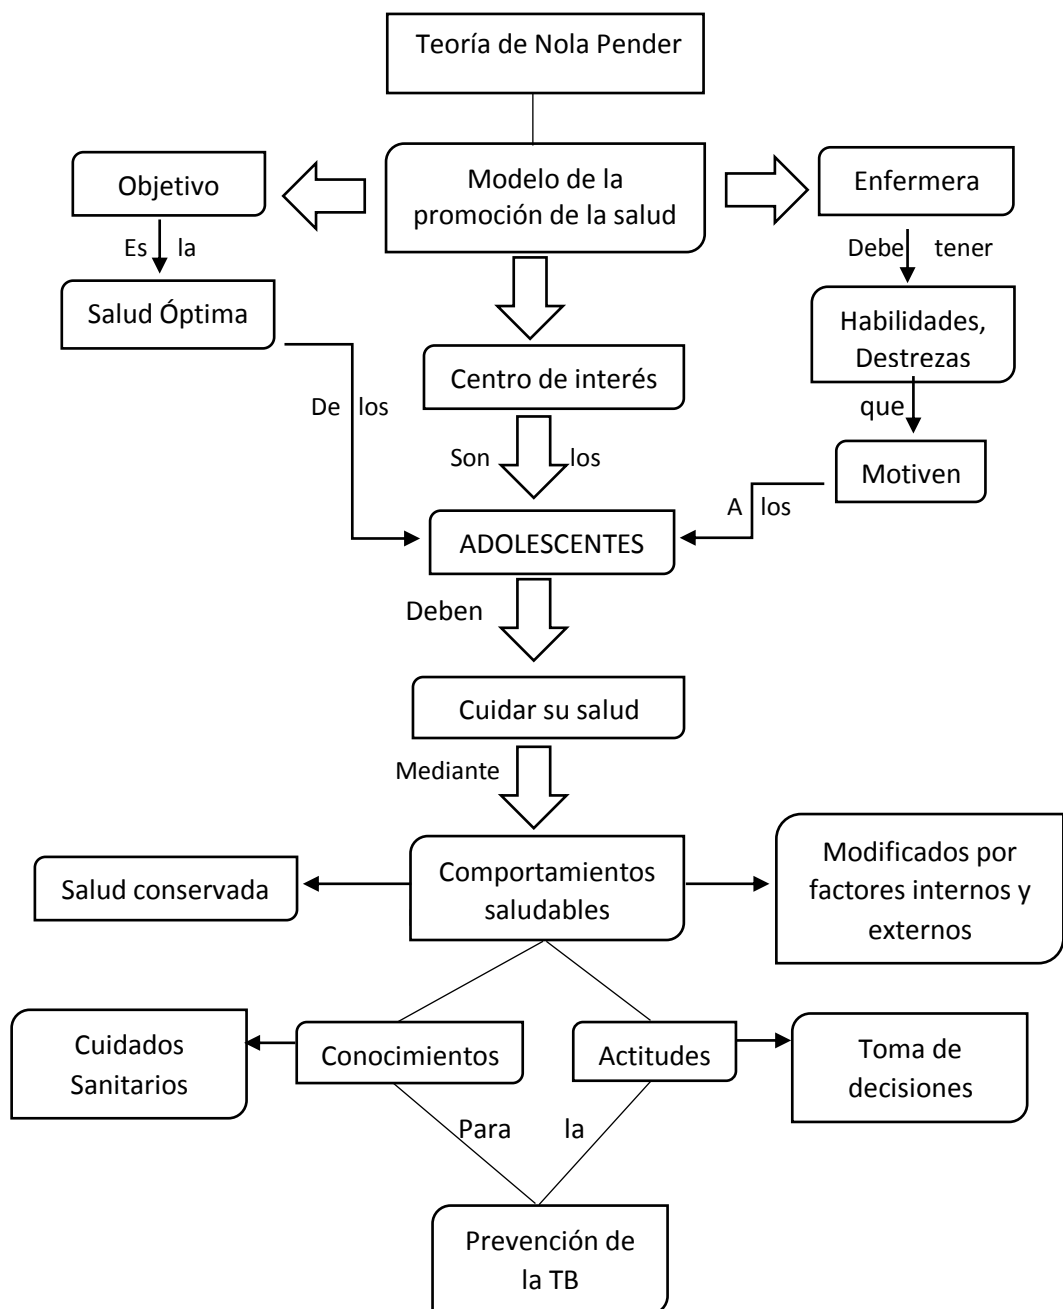 Teoría de Nola Pender
Modelo de la
promoción de la salud
Objetivo
Enfermera
Es la
Debe tener
Salud Óptima
Habilidades,
Destrezas
Centro de interés
De los
que
Son los
Motiven
A los
ADOLESCENTES
Deben
Cuidar su salud
Mediante
Comportamientos
saludables
Salud conservada
Modificados por
factores internos y
externos
Cuidados
Sanitarios
Conocimientos
Actitudes
Toma de
decisiones
Para la
Prevención de
la TB